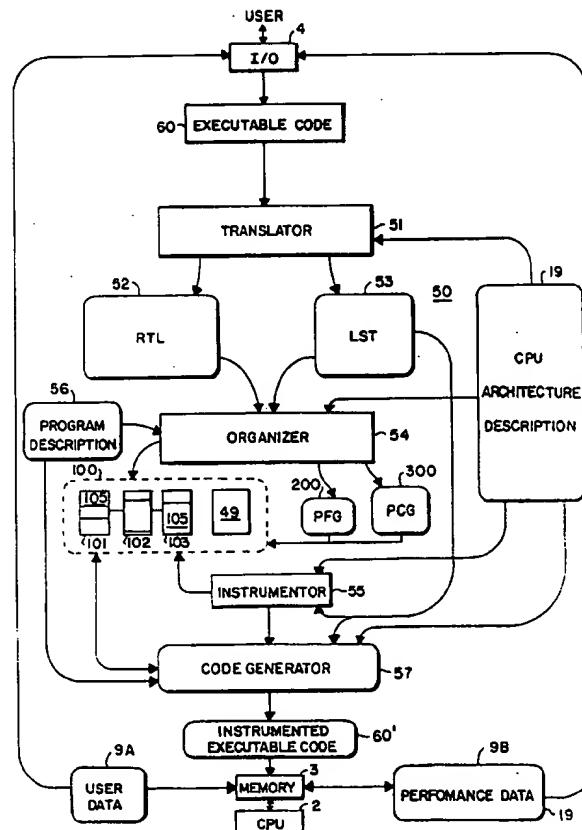 USER
4
I/O
60
EXECUTABLE CODE
51
TRANSLATOR
52
53
50
19
RTL
LST
CPU
ARCHITECTURE
DESCRIPTION
56
PROGRAM
DESCRIPTION
ORGANIZER
54
100
200
300
105
105
49
PFG
PCG
101
102
103
INSTRUMENTOR
55
CODE GENERATOR
57
INSTRUMENTED
EXECUTABLE CODE
60'
9A
9B
USER
DATA
3
MEMORY
PERFOMANCE DATA
19
2
CPU